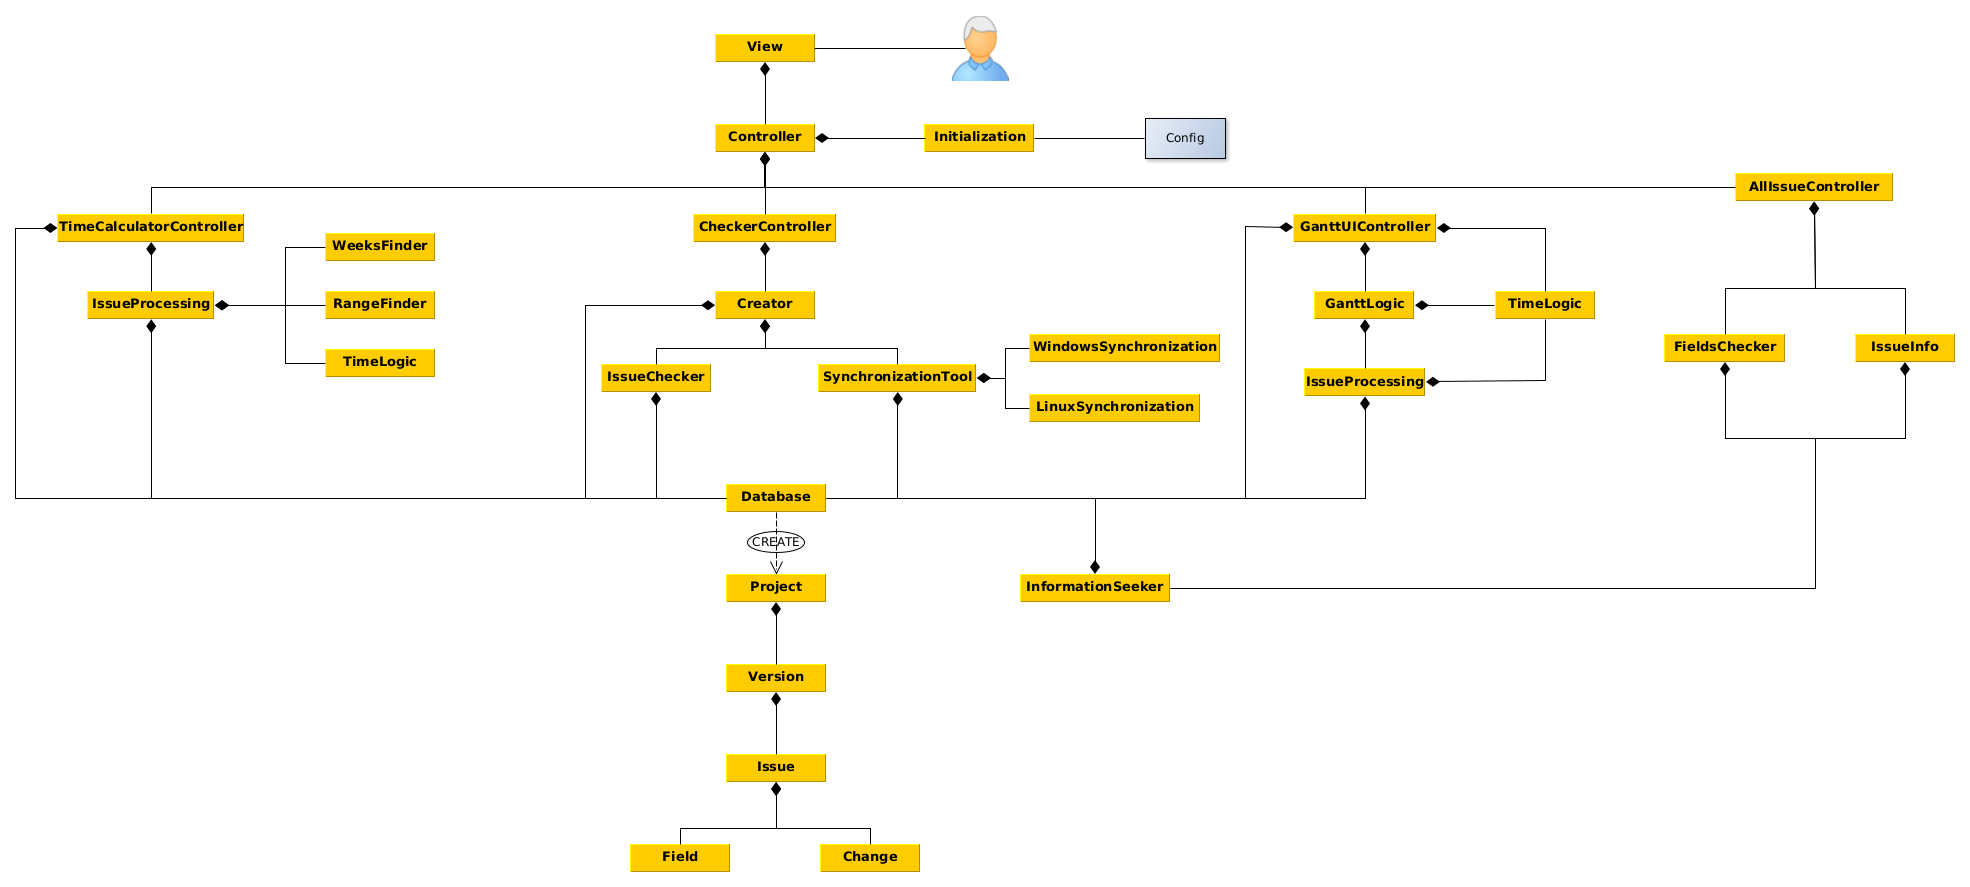 View
Controller
Initialization
Config
AllIssueController
TimeCalculatorController
CheckerController
GanttUIController
WeeksFinder
IssueProcessing
RangeFinder
Creator
GanttLogic
TimeLogic
WindowsSynchronization
FieldsChecker
IssueInfo
TimeLogic
IssueChecker
SynchronizationTool
IssueProcessing
LinuxSynchronization
Database
CREATE
Project
InformationSeeker
Version
Issue
Field
Change